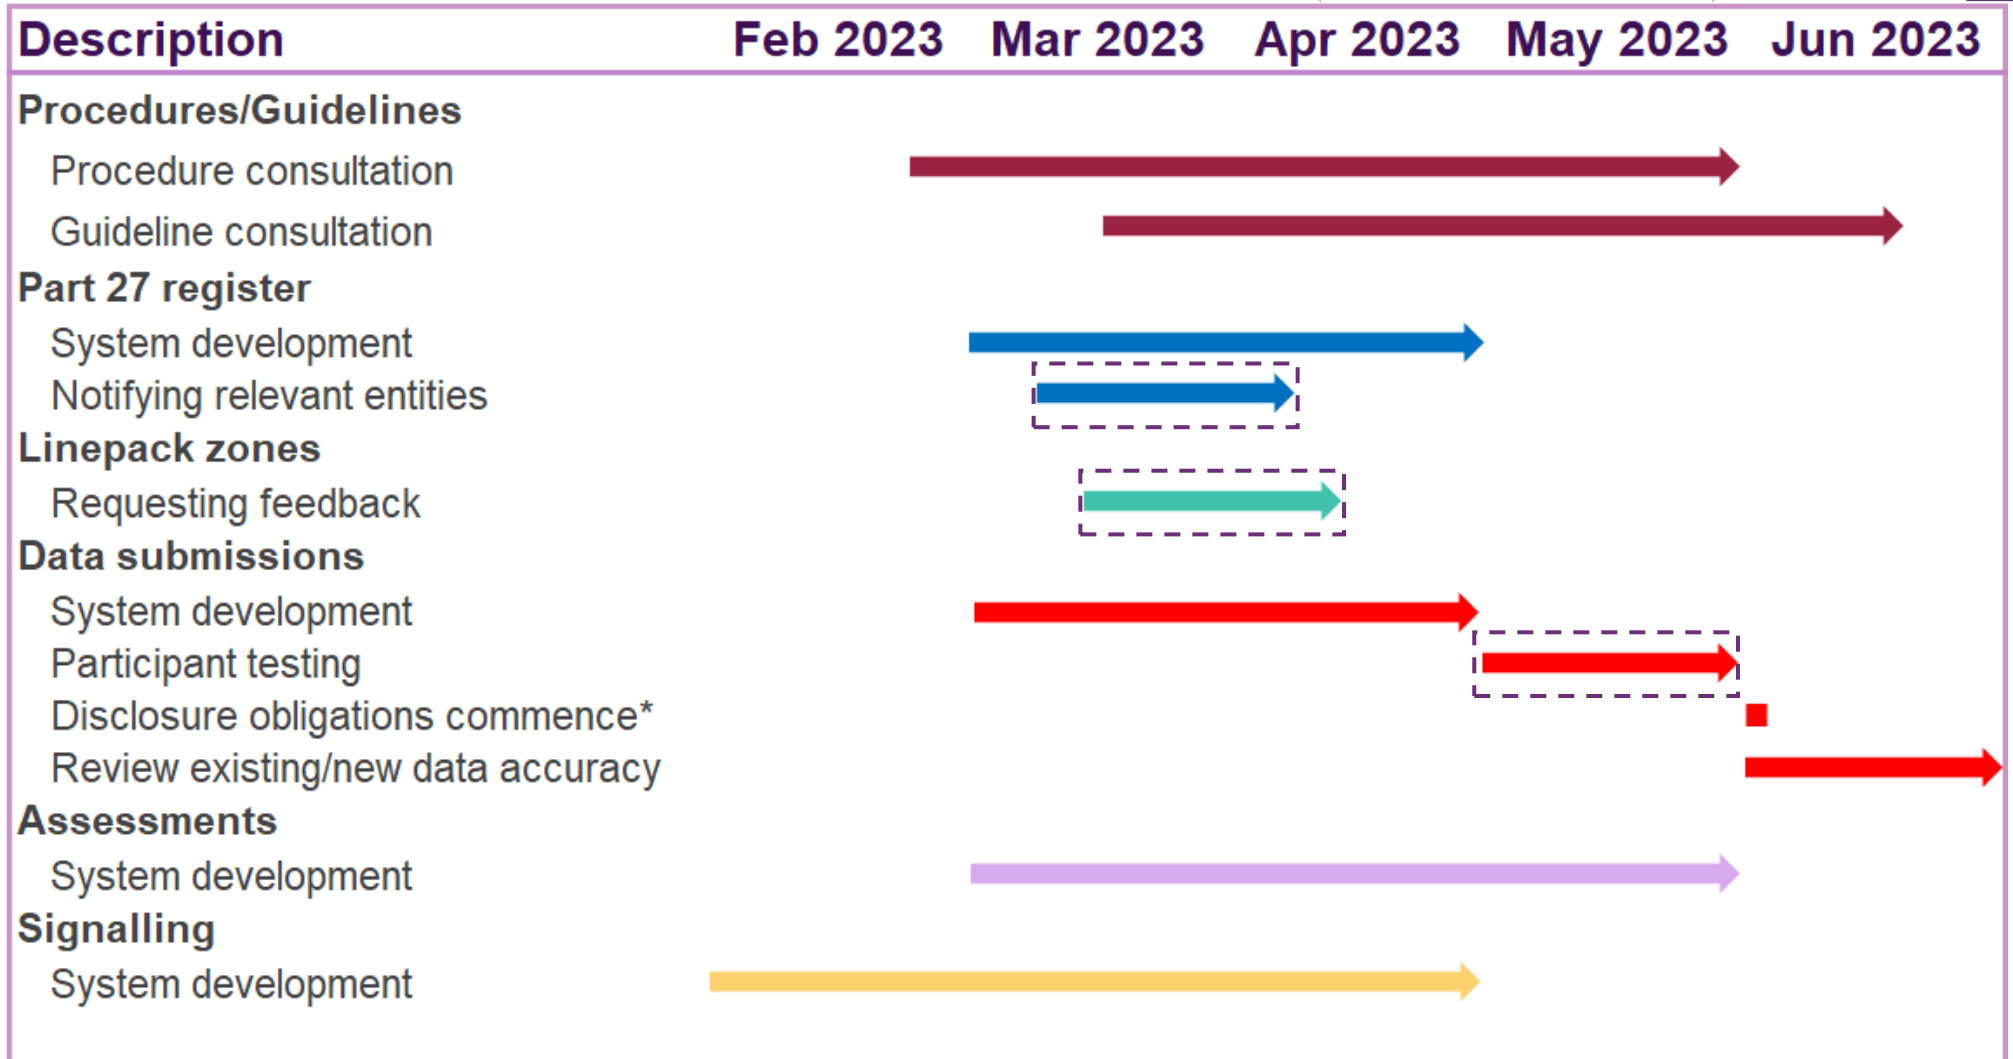 Description Feb 2023 Mar 2023 Apr 2023 May 2023 Jun 2023
Procedures/Guidelines
Procedure consultation
Guideline consultation
Part 27 register
System development
Notifying relevant entities
Linepack zones
Requesting feedback
Data submissions
System development
Participant testing
Disclosure obligations commence*
Review existing/new data accuracy
Assessments
System development
Signalling
System development